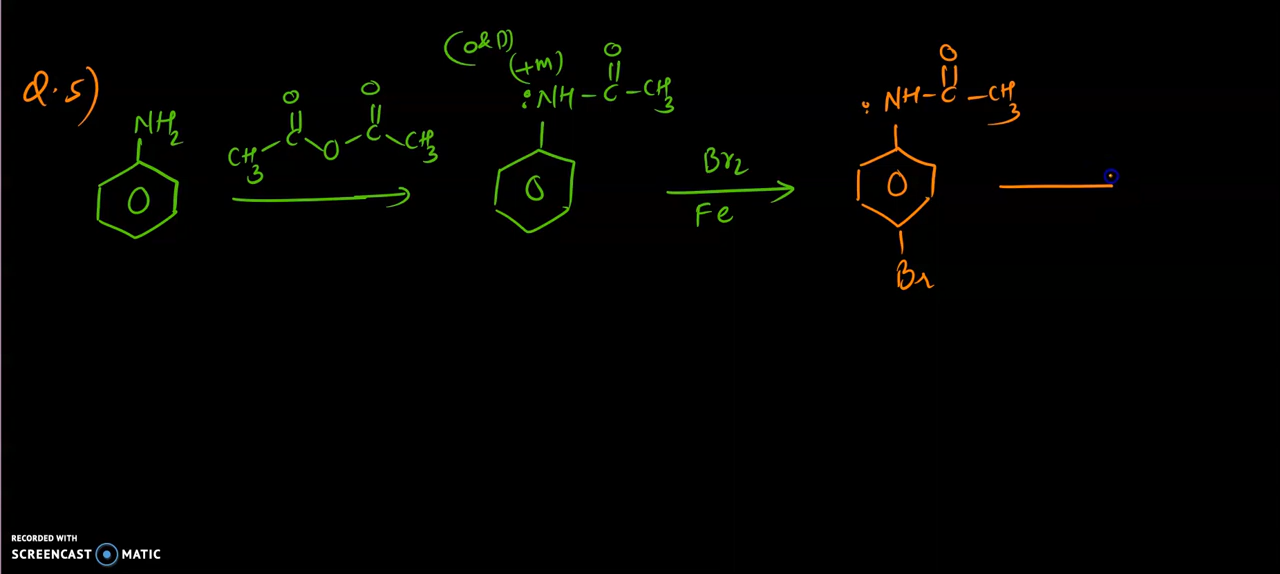 Q.5)
NH2
CH3 - C - O - C - CH3
O
O
(O&D)
(+M)
O
:NH - C - CH3
Br2
Fe
O
: NH - C - CH3
Br
RECORDED WITH
SCREENCAST MATIC